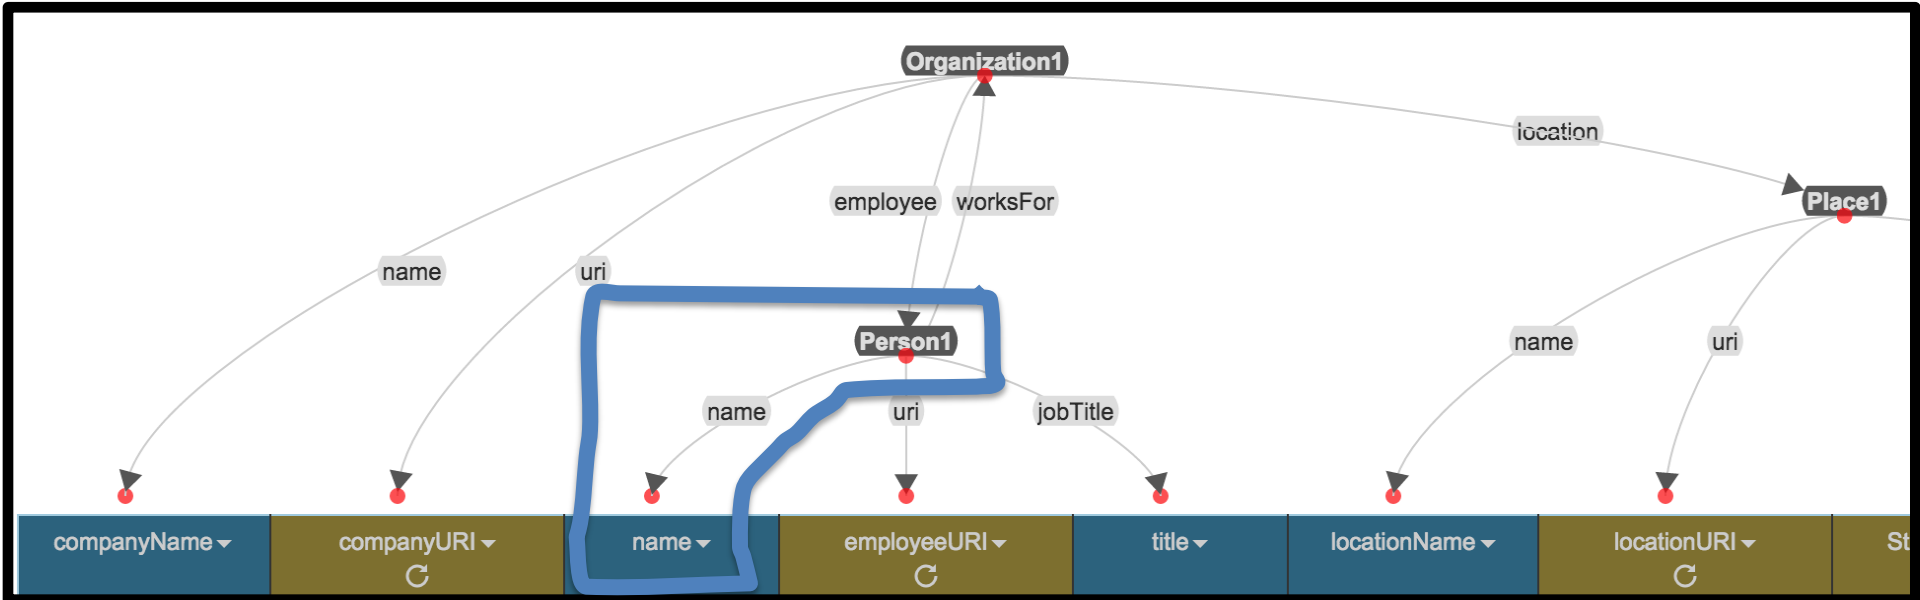 Organization1
location
employee
worksFor
Place1
name
uri
Person1
name
uri
name
uri
jobTitle
companyName
companyURI
name
employeeURI
title
locationName
locationURI
St